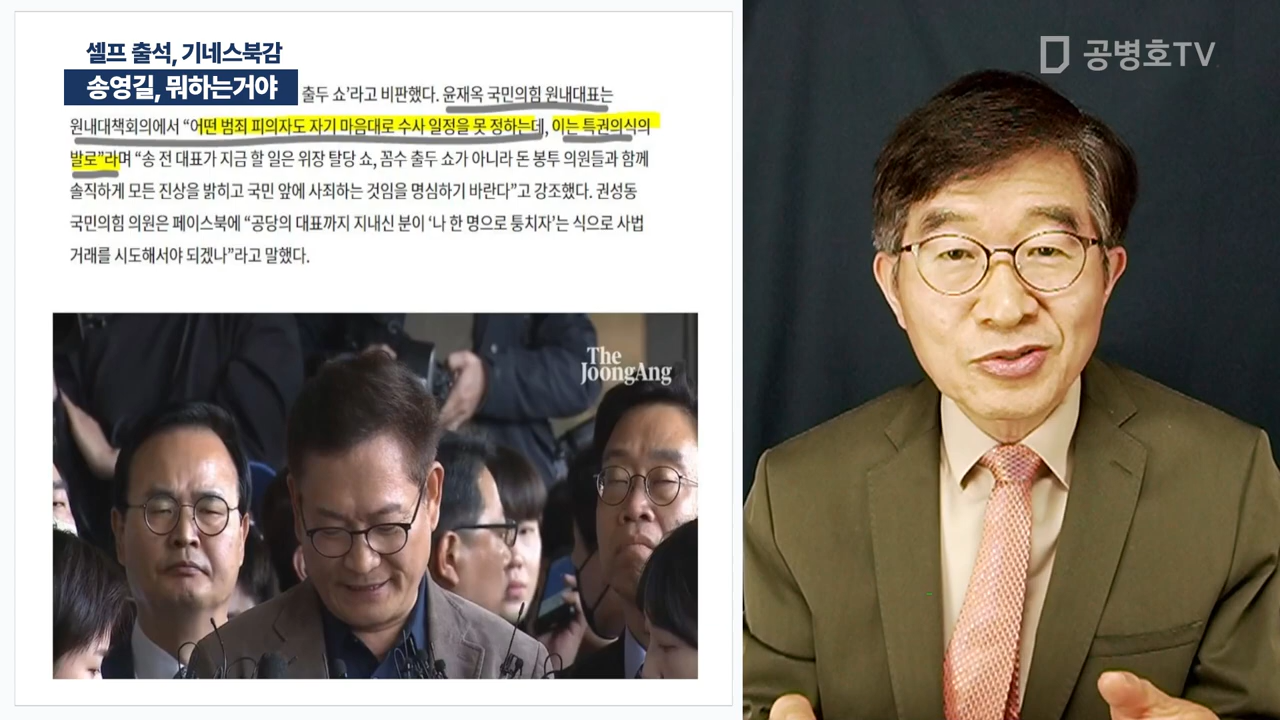 셀프 출석, 기네스북감
송영길, 뭐하는거야
공병호TV
출두 쇼’라고 비판했다. 윤재옥 국민의힘 원내대표는
원내대책회의에서 “어떤 범죄 피의자도 자기 마음대로 수사 일정을 못 정하는데, 이는 특권의식의
발로”라며 “송 전 대표가 지금 할 일은 위장 탈당 쇼, 꼼수 출두 쇼가 아니라 돈 봉투 의원들과 함께
솔직하게 모든 진상을 밝히고 국민 앞에 사죄하는 것임을 명심하기 바란다”고 강조했다. 권성동
국민의힘 의원은 페이스북에 “공당의 대표까지 지내신 분이 ‘나 한 명으로 퉁치자’는 식으로 사법
거래를 시도해서야 되겠나”라고 말했다.
The
JoongAng